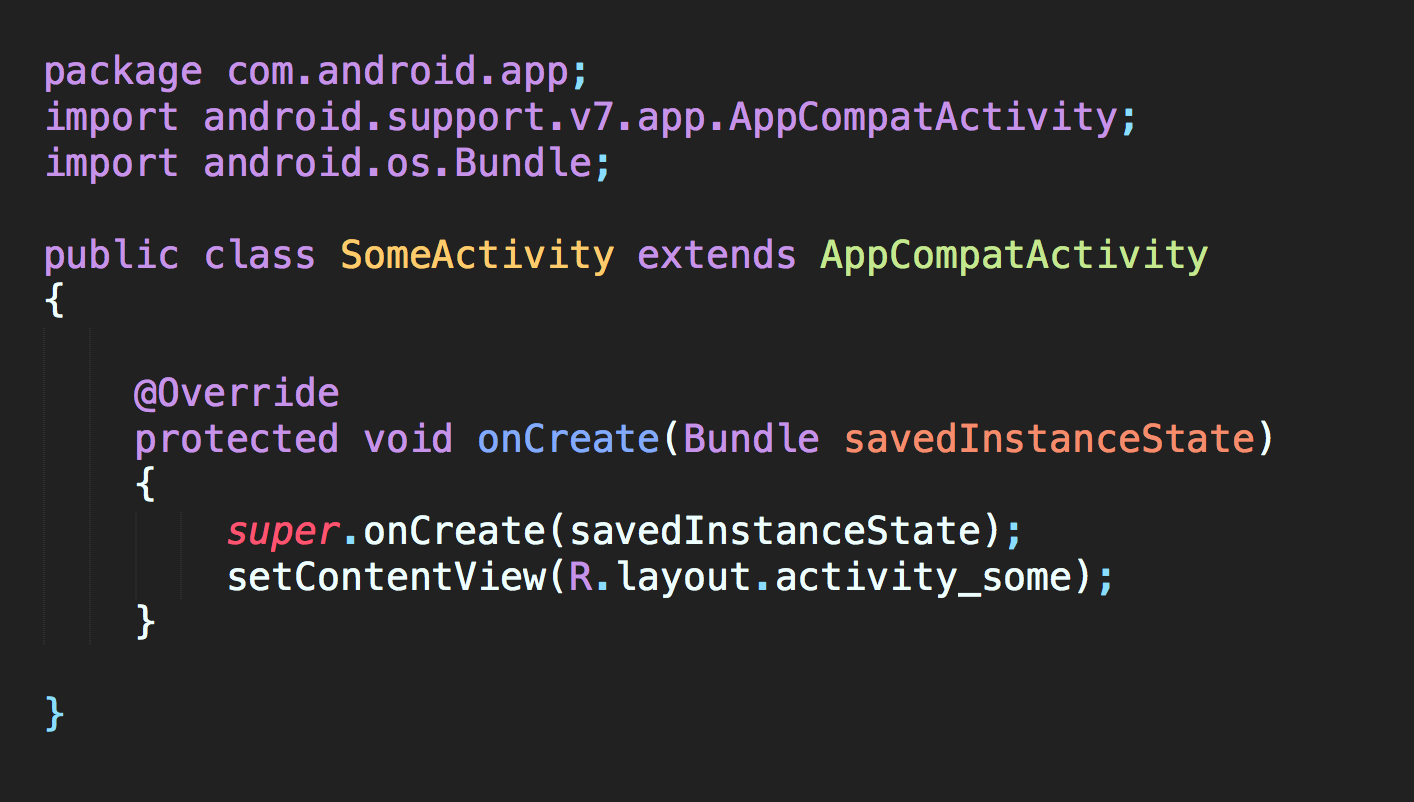 package com.android.app;
import android.support.v7.app.AppCompatActivity;
import android.os.Bundle;
public class SomeActivity extends AppCompatActivity
{
@Override
protected void onCreate(Bundle savedInstanceState)
{
super.onCreate(savedInstanceState);
setContentView(R.layout.activity_some);
}
}